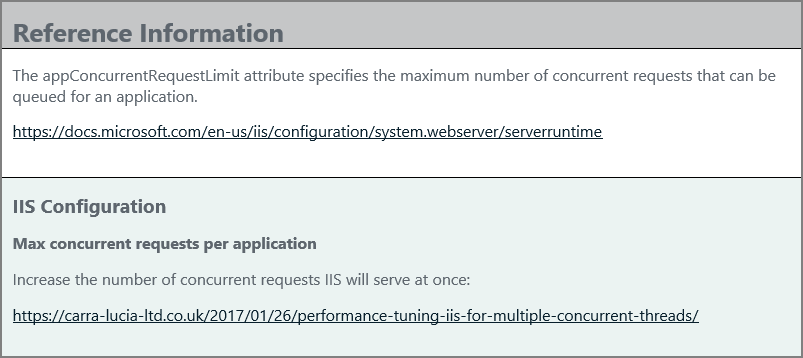 Reference Information
The appConcurrentRequestLimit attribute specifies the maximum number of concurrent requests that can be
queued for an application.
https://docs.microsoft.com/en-us/iis/configuration/system.webserver/serverruntime
IIS Configuration
Max concurrent requests per application
Increase the number of concurrent requests IIS will serve at once:
https://carra-lucia-ltd.co.uk/2017/01/26/performance-tuning-iis-for-multiple-concurrent-threads/